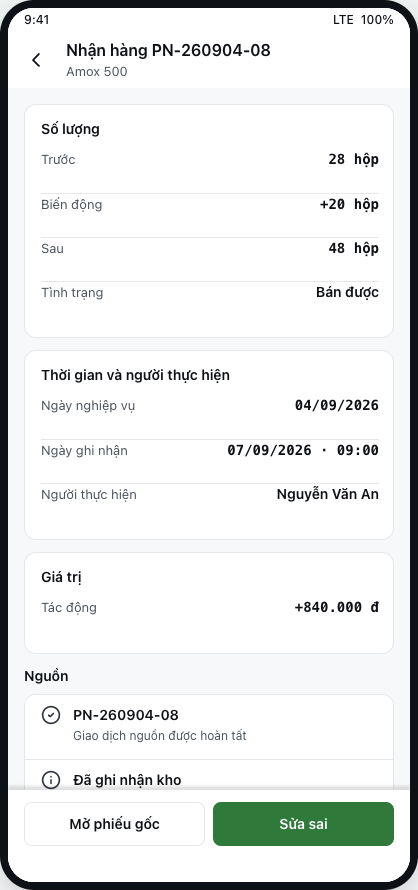 9:41 LTE 100%
Nhận hàng PN-260904-08
Amox 500
Số lượng
Trước 28 hộp
Biến động +20 hộp
Sau 48 hộp
Tình trạng Bán được
Thời gian và người thực hiện
Ngày nghiệp vụ 04/09/2026
Ngày ghi nhận 07/09/2026 · 09:00
Người thực hiện Nguyễn Văn An
Giá trị
Tác động +840.000 đ
Nguồn
PN-260904-08
Giao dịch nguồn được hoàn tất
Đã ghi nhận kho
Mở phiếu gốc Sửa sai